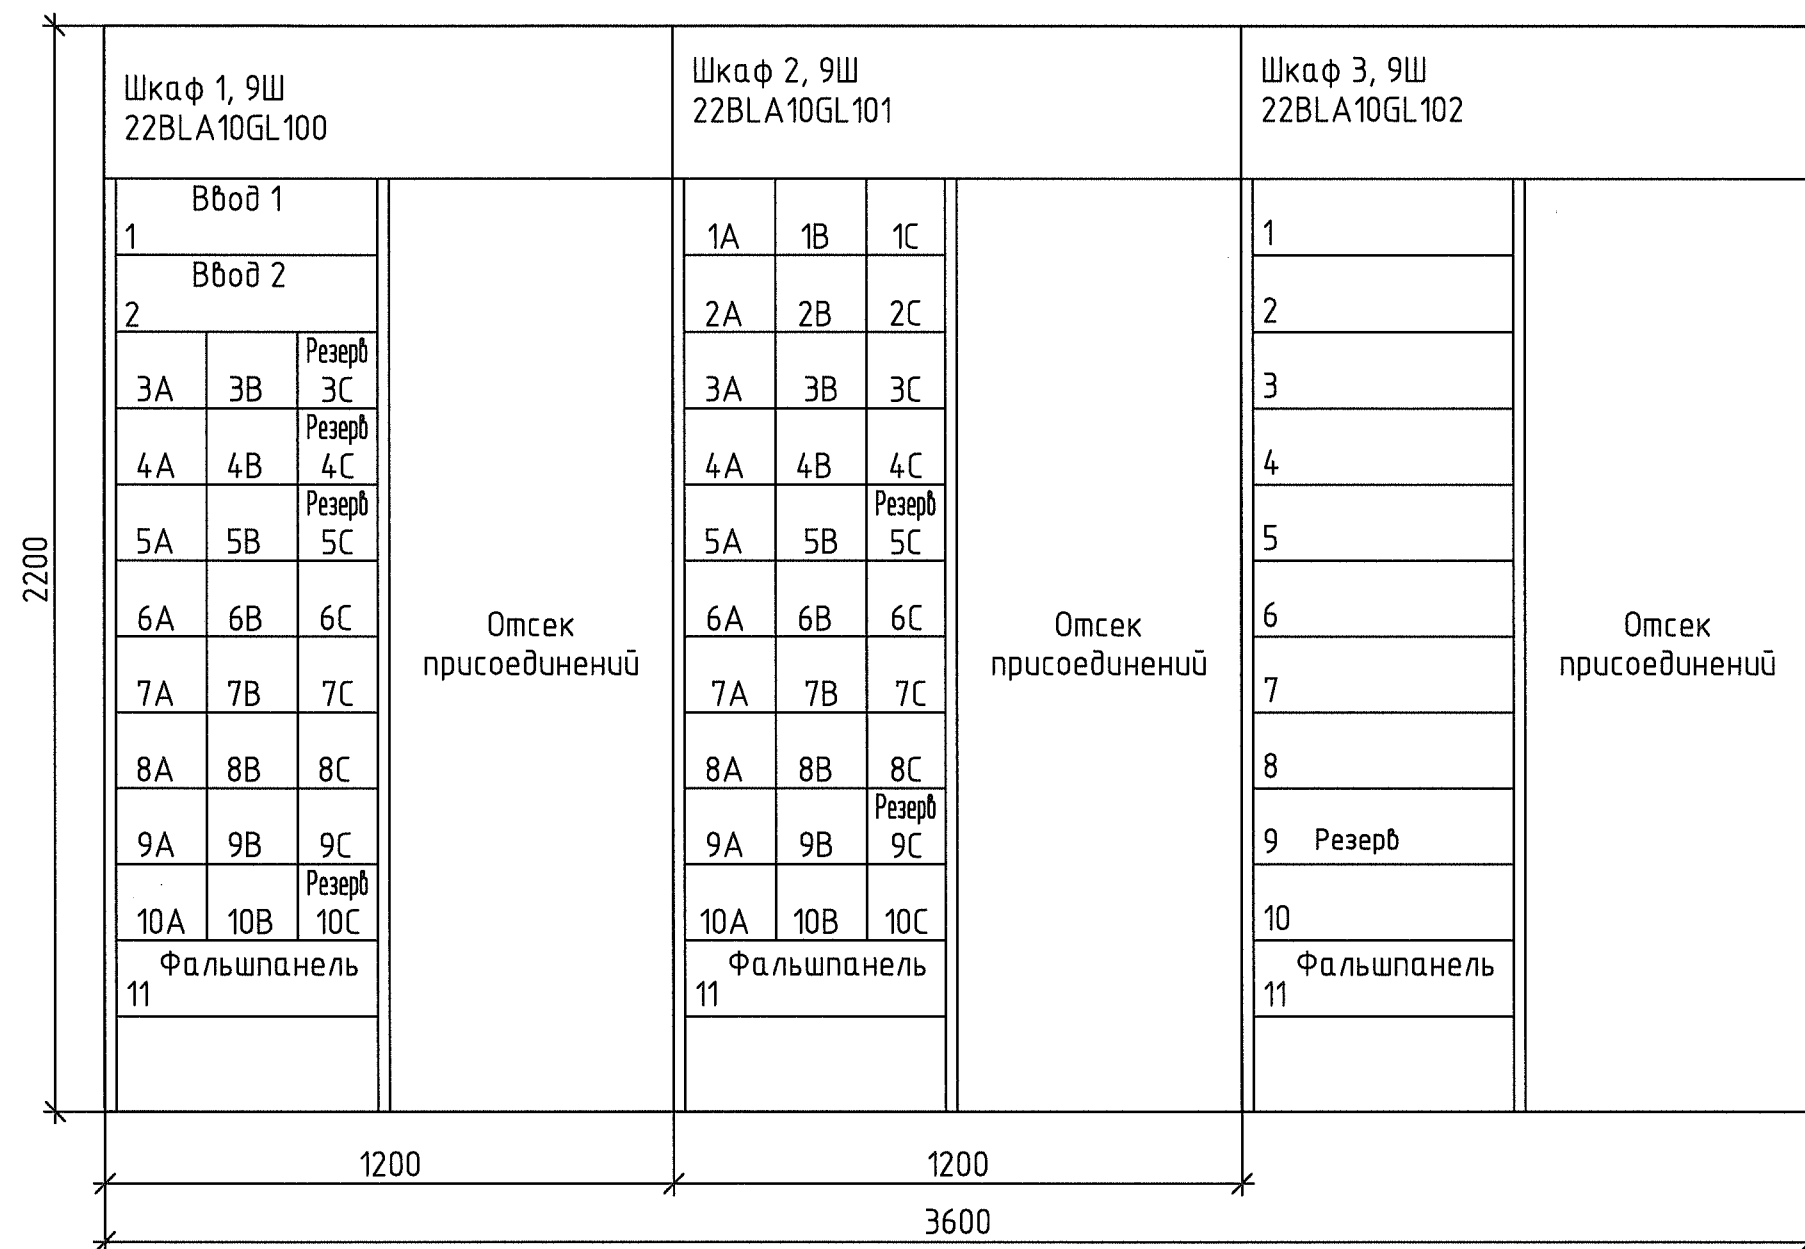 Шкаф 1, 9Ш
22BLA10GL100
Ввод 1
1
Ввод 2
2
Резерв
3A 3B 3C
Резерв
4A 4B 4C
Резерв
5A 5B 5C
6A 6B 6C
7A 7B 7C
8A 8B 8C
9A 9B 9C
Резерв
10A 10B 10C
Фальшпанель
11
Отсек
присоединений
Шкаф 2, 9Ш
22BLA10GL101
1A 1B 1C
2A 2B 2C
3A 3B 3C
4A 4B 4C
Резерв
5A 5B 5C
6A 6B 6C
7A 7B 7C
8A 8B 8C
Резерв
9A 9B 9C
10A 10B 10C
Фальшпанель
11
Отсек
присоединений
Шкаф 3, 9Ш
22BLA10GL102
1
2
3
4
5
6
7
8
9 Резерв
10
Фальшпанель
11
Отсек
присоединений
2200
1200
1200
3600